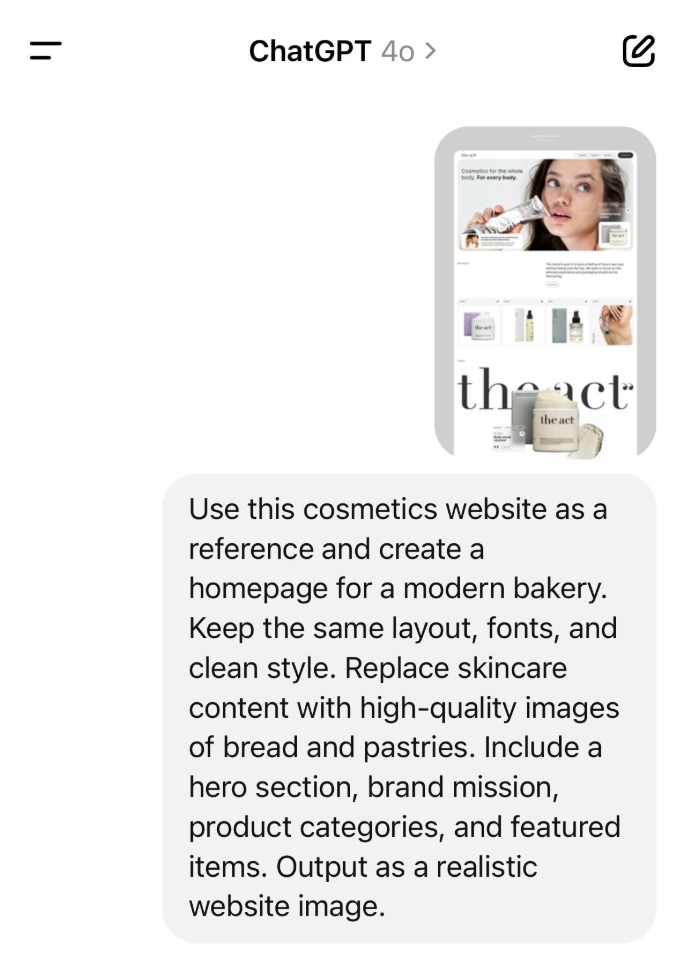 ChatGPT 4o >
the act
Cosmetics for the whole
body. For every body.
the act
the act
the act
Use this cosmetics website as a
reference and create a
homepage for a modern bakery.
Keep the same layout, fonts, and
clean style. Replace skincare
content with high-quality images
of bread and pastries. Include a
hero section, brand mission,
product categories, and featured
items. Output as a realistic
website image.